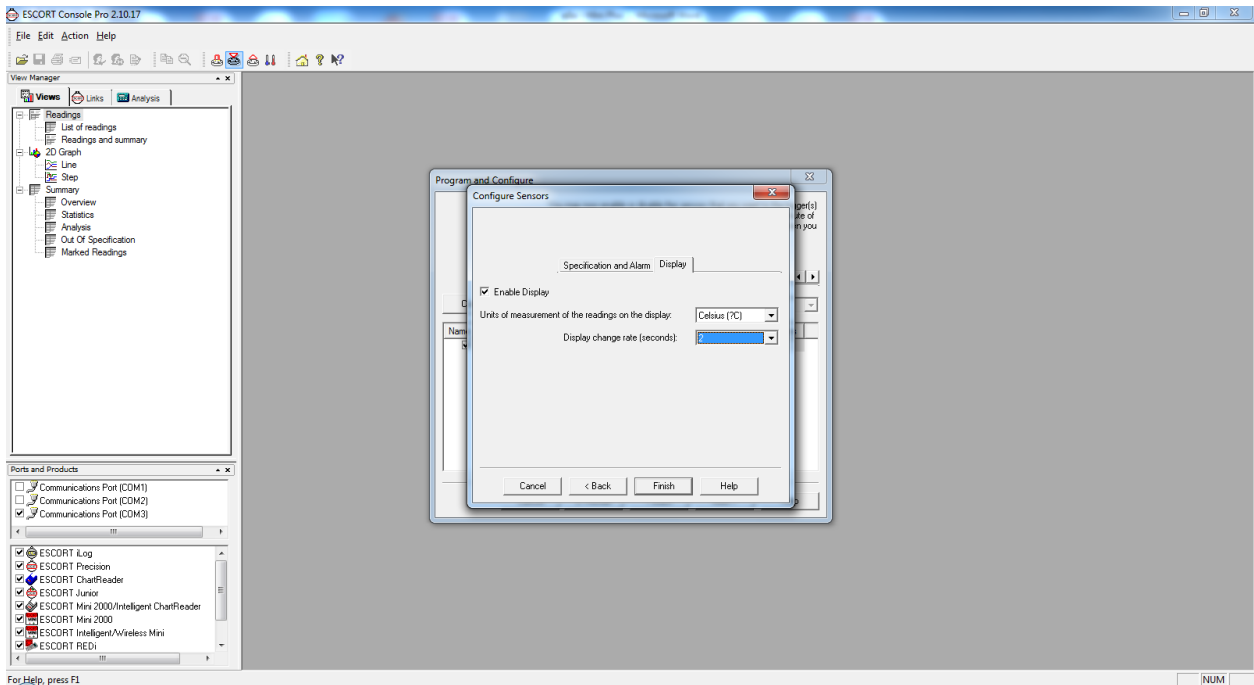 ESCORT Console Pro 2.10.17
File Edit Action Help
View Manager
Views Links Analysis
Readings
List of readings
Readings and summary
2D Graph
Line
Step
Summary
Overview
Statistics
Analysis
Out Of Specification
Marked Readings
Ports and Products
Communications Port (COM1)
Communications Port (COM2)
Communications Port (COM3)
ESCORT iLog
ESCORT Precision
ESCORT ChartReader
ESCORT Junior
ESCORT Mini 2000/Intelligent ChartReader
ESCORT Mini 2000
ESCORT Intelligent/Wireless Mini
ESCORT REDi
Program and Configure
Configure Sensors
Specification and Alarm Display
Enable Display
Units of measurement of the readings on the display: Celsius (?C)
Display change rate (seconds): 2
Cancel < Back Finish Help
For Help, press F1
NUM